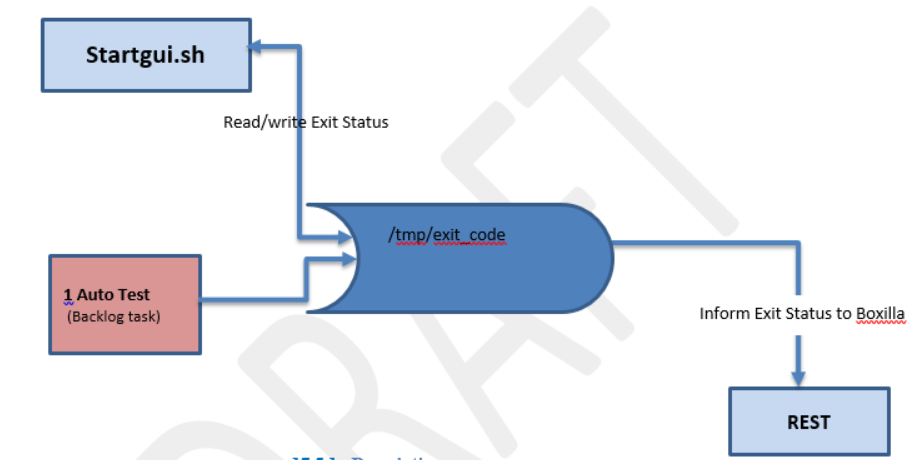 Startgui.sh
Read/write Exit Status
/tmp/exit_code
1 Auto Test
(Backlog task)
Inform Exit Status to Boxilla
REST
DRAFT